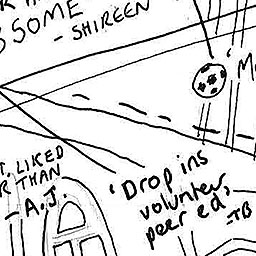 SOME
- SHIREEN
LIKED
THAN
- A.J.
'Drop ins
volunteer,
peer ed,
-TB